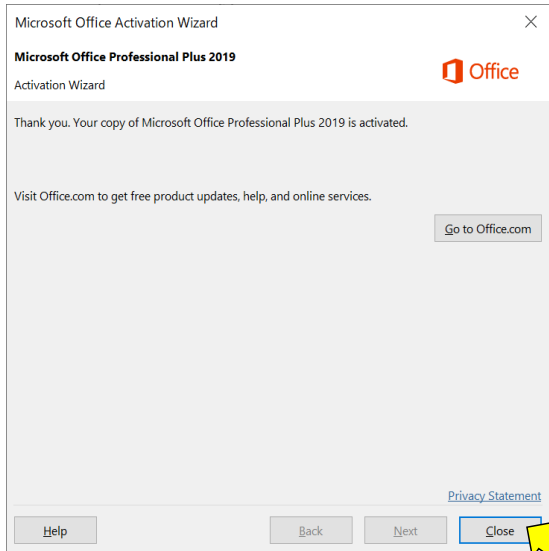 Microsoft Office Activation Wizard
Microsoft Office Professional Plus 2019
Office
Activation Wizard
Thank you. Your copy of Microsoft Office Professional Plus 2019 is activated.
Visit Office.com to get free product updates, help, and online services.
Go to Office.com
Privacy Statement
Help Back Next Close